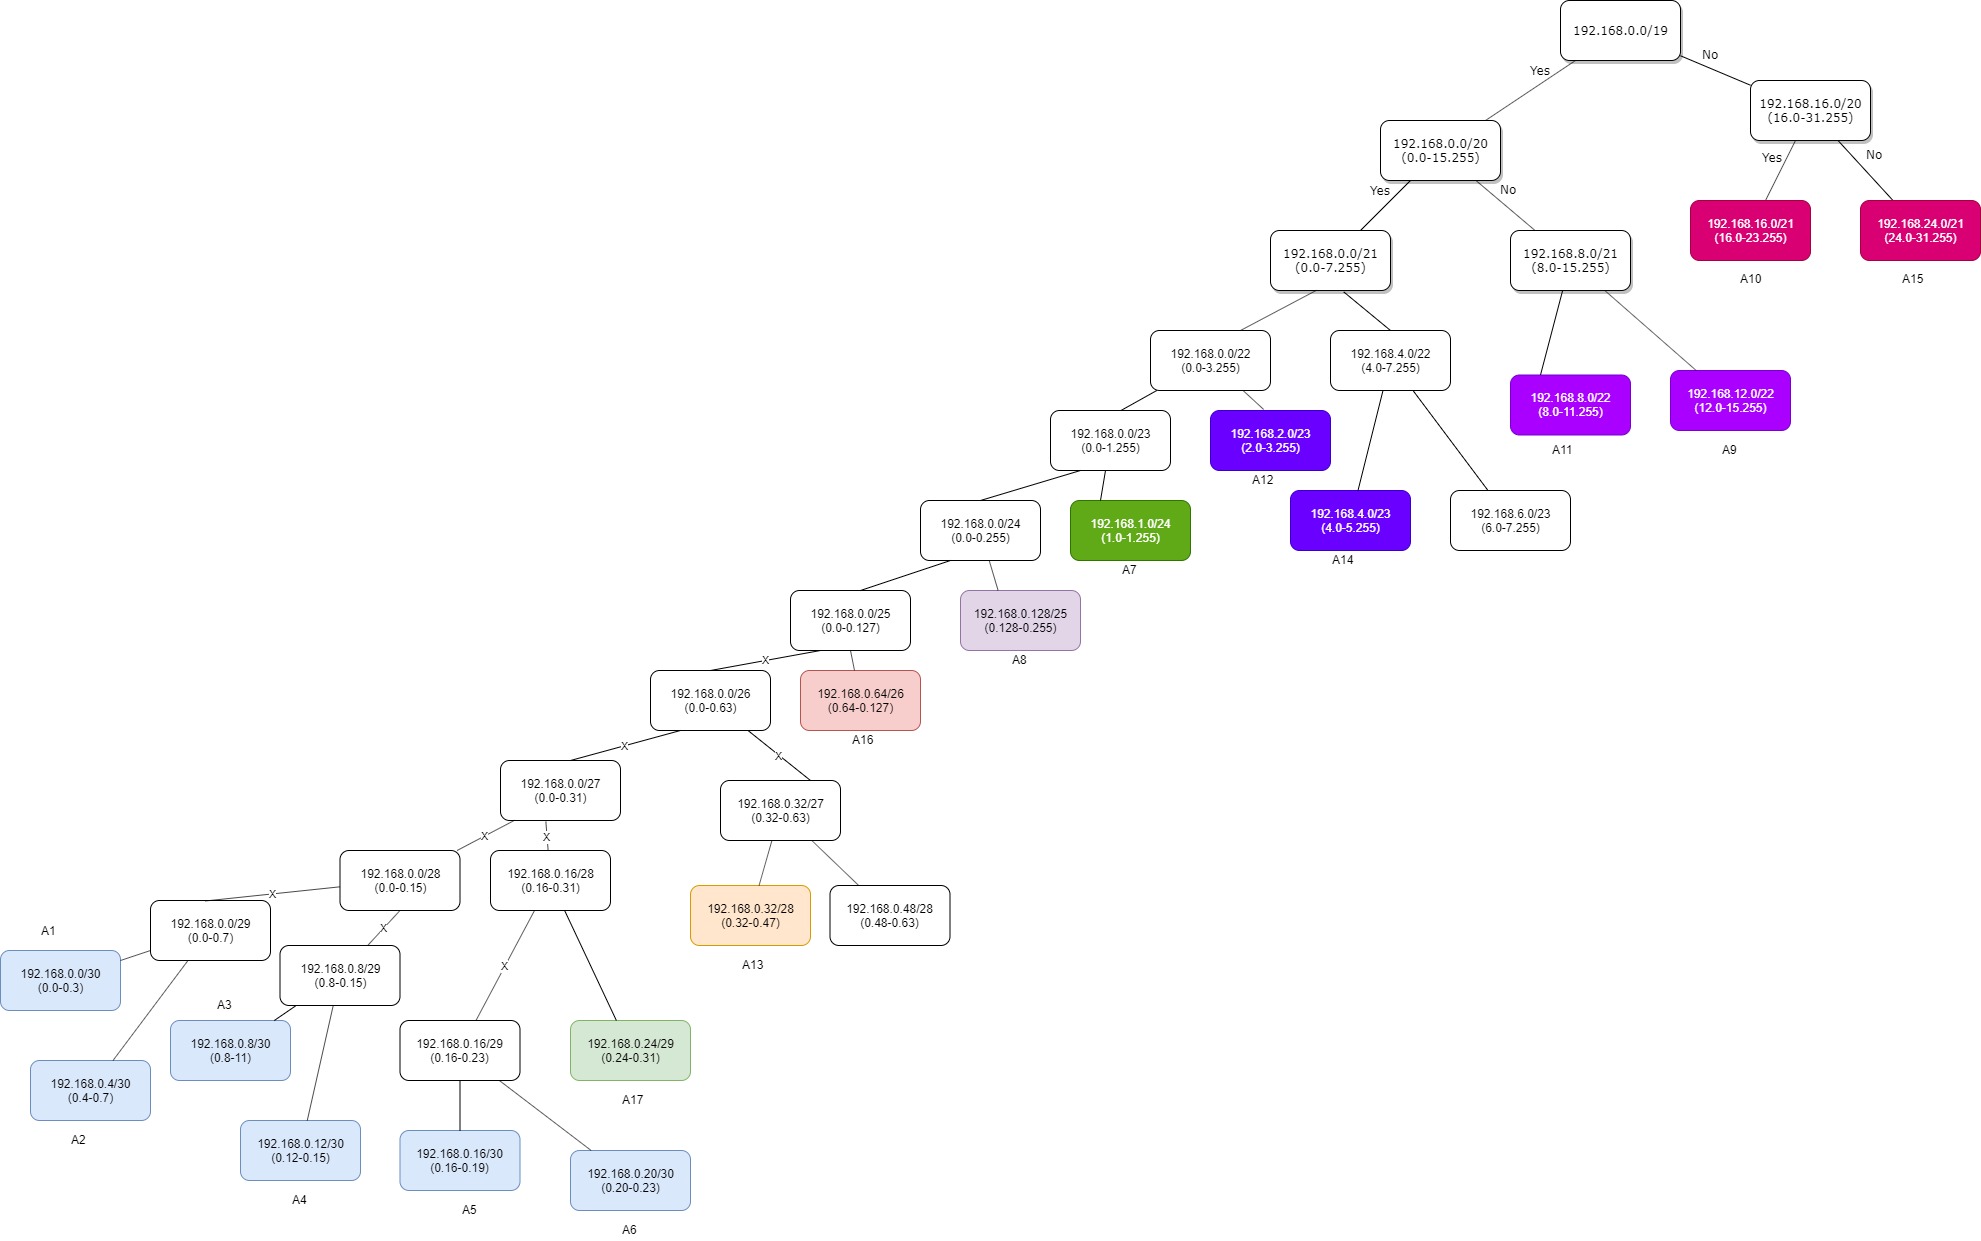 192.168.0.0/19
Yes
No
192.168.16.0/20
(16.0-31.255)
192.168.0.0/20
(0.0-15.255)
Yes
No
Yes
No
192.168.16.0/21
(16.0-23.255)
A10
192.168.24.0/21
(24.0-31.255)
A15
192.168.0.0/21
(0.0-7.255)
192.168.8.0/21
(8.0-15.255)
192.168.0.0/22
(0.0-3.255)
192.168.4.0/22
(4.0-7.255)
192.168.8.0/22
(8.0-11.255)
A11
192.168.12.0/22
(12.0-15.255)
A9
192.168.0.0/23
(0.0-1.255)
192.168.2.0/23
(2.0-3.255)
A12
192.168.4.0/23
(4.0-5.255)
A14
192.168.6.0/23
(6.0-7.255)
192.168.0.0/24
(0.0-0.255)
192.168.1.0/24
(1.0-1.255)
A7
192.168.0.0/25
(0.0-0.127)
192.168.0.128/25
(0.128-0.255)
A8
X
192.168.0.0/26
(0.0-0.63)
192.168.0.64/26
(0.64-0.127)
A16
X
X
192.168.0.0/27
(0.0-0.31)
192.168.0.32/27
(0.32-0.63)
X
X
192.168.0.0/28
(0.0-0.15)
192.168.0.16/28
(0.16-0.31)
192.168.0.32/28
(0.32-0.47)
A13
192.168.0.48/28
(0.48-0.63)
X
X
192.168.0.0/29
(0.0-0.7)
A1
192.168.0.0/30
(0.0-0.3)
192.168.0.8/29
(0.8-0.15)
X
A3
192.168.0.8/30
(0.8-11)
192.168.0.16/29
(0.16-0.23)
192.168.0.24/29
(0.24-0.31)
A17
192.168.0.4/30
(0.4-0.7)
A2
192.168.0.12/30
(0.12-0.15)
A4
192.168.0.16/30
(0.16-0.19)
A5
192.168.0.20/30
(0.20-0.23)
A6